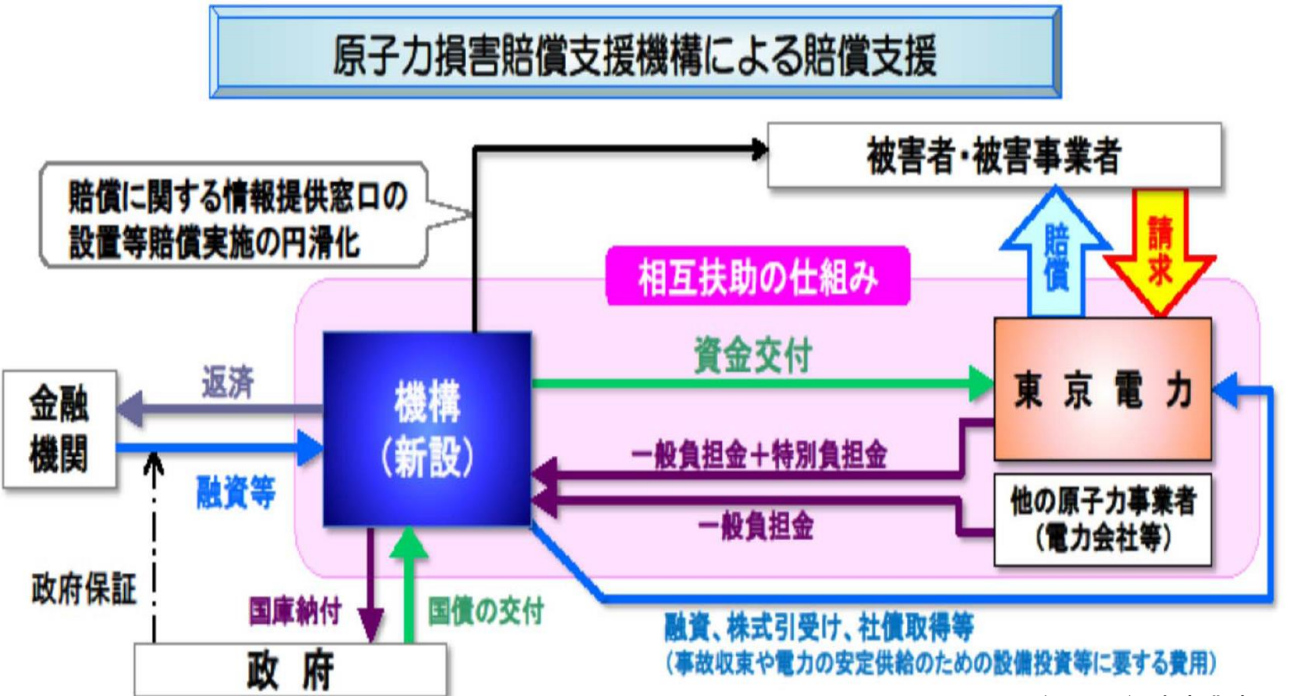 原子力損害賠償支援機構による賠償支援
被害者・被害事業者
賠償に関する情報提供窓口の
設置等賠償実施の円滑化
賠償
請求
相互扶助の仕組み
資金交付
返済
金融
機関
機構
(新設)
東京電力
一般負担金+特別負担金
融資等
他の原子力事業者
(電力会社等)
一般負担金
政府保証
国庫納付
国債の交付
融資、株式引受け、社債取得等
(事故収束や電力の安定供給のための設備投資等に要する費用)
政府